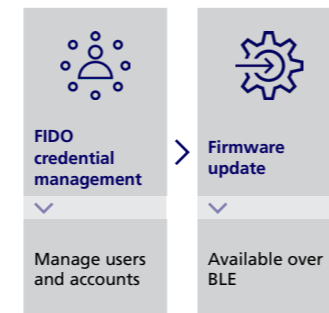 FIDO
credential
management
Manage users
and accounts
Firmware
update
Available over
BLE